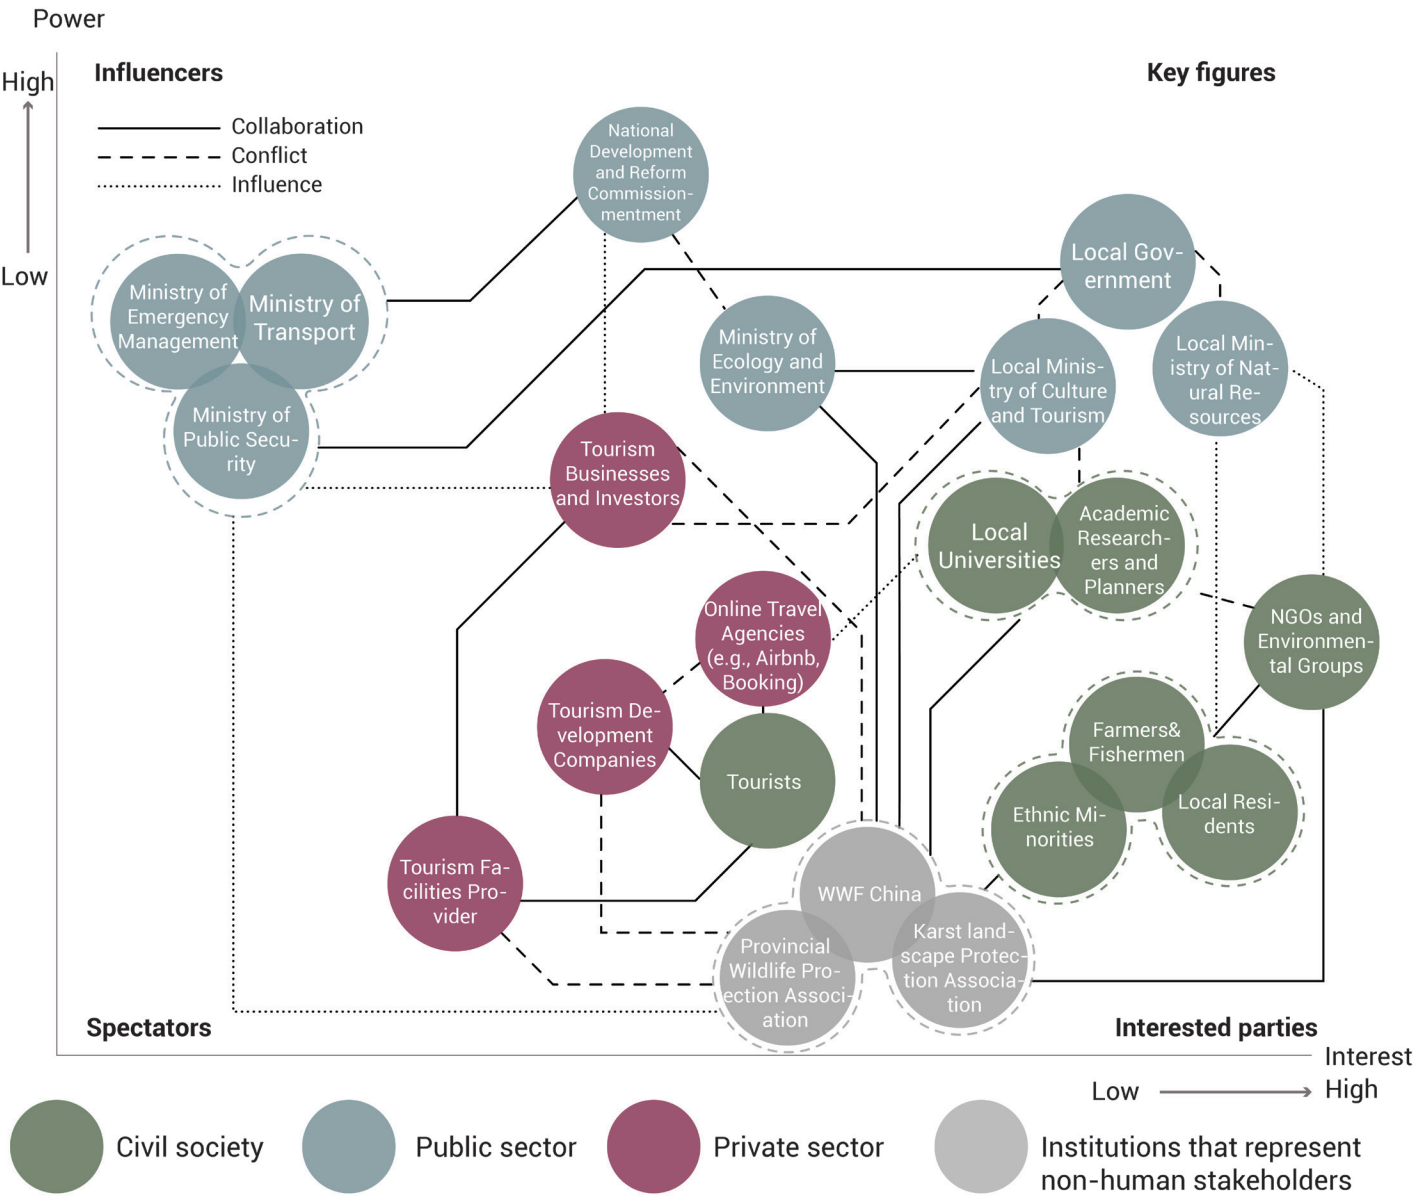 Power
High
Low
Influencers
Key figures
Collaboration
Conflict
Influence
National
Development
and Reform
Commission-
mentment
Local Gov-
ernment
Ministry of
Emergency
Management
Ministry of
Transport
Ministry of
Public Secu-
rity
Ministry of
Ecology and
Environment
Local Minis-
try of Culture
and Tourism
Local Min-
istry of Nat-
ural Re-
sources
Tourism
Businesses
and Investors
Local
Universities
Academic
Research-
ers and
Planners
Online Travel
Agencies
(e.g., Airbnb,
Booking)
NGOs and
Environmen-
tal Groups
Tourism De-
velopment
Companies
Tourists
Farmers&
Fishermen
Ethnic Mi-
norities
Local Resi-
dents
Tourism Fa-
cilities Pro-
vider
WWF China
Provincial
Wildlife Pro-
ection Associ-
ation
Karst land-
scape Protec-
tion Associa-
tion
Spectators
Interested parties
Interest
Low
High
Civil society
Public sector
Private sector
Institutions that represent
non-human stakeholders